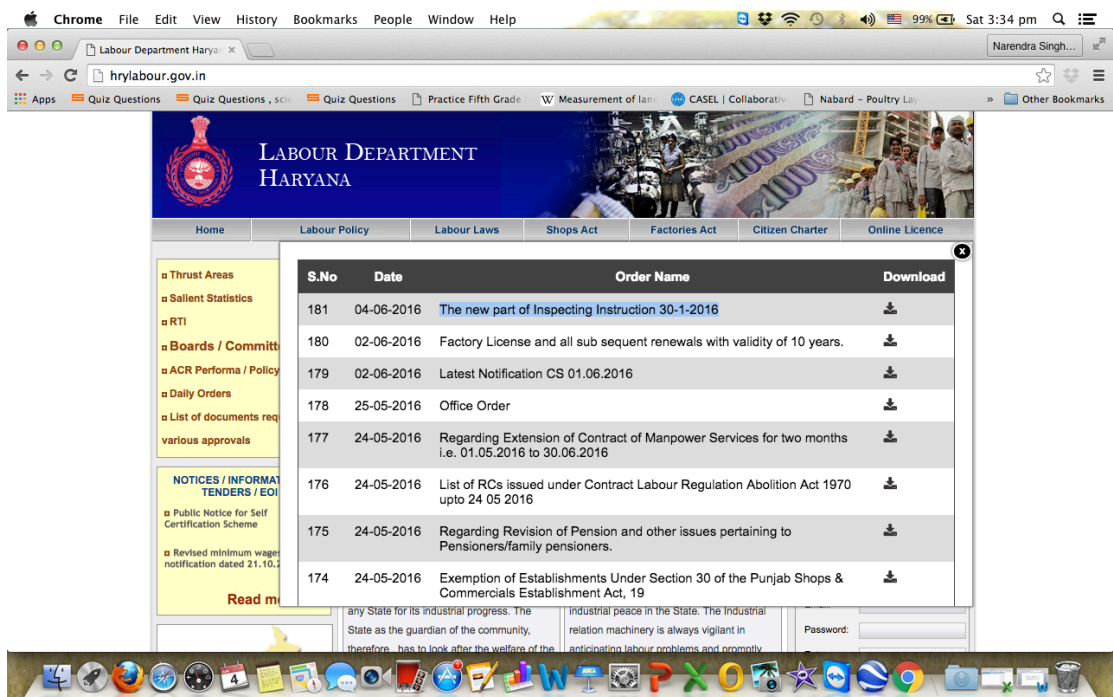 Chrome File Edit View History Bookmarks People Window Help 99% Sat 3:34 pm
Labour Department Haryan Narendra Singh...
hrylabour.gov.in
Apps Quiz Questions Quiz Questions , scie Quiz Questions Practice Fifth Grade Measurement of land CASEL | Collaborative Nabard – Poultry Lay » Other Bookmarks
LABOUR DEPARTMENT
HARYANA
Home Labour Policy Labour Laws Shops Act Factories Act Citizen Charter Online Licence
Thrust Areas
Salient Statistics
RTI
Boards / Committ
ACR Performa / Policy
Daily Orders
List of documents req
various approvals
NOTICES / INFORMAT
TENDERS / EOI
Public Notice for Self
Certification Scheme
Revised minimum wages
notification dated 21.10.2
Read m
S.No Date Order Name Download
181 04-06-2016 The new part of Inspecting Instruction 30-1-2016
180 02-06-2016 Factory License and all sub sequent renewals with validity of 10 years.
179 02-06-2016 Latest Notification CS 01.06.2016
178 25-05-2016 Office Order
177 24-05-2016 Regarding Extension of Contract of Manpower Services for two months
i.e. 01.05.2016 to 30.06.2016
176 24-05-2016 List of RCs issued under Contract Labour Regulation Abolition Act 1970
upto 24 05 2016
175 24-05-2016 Regarding Revision of Pension and other issues pertaining to
Pensioners/family pensioners.
174 24-05-2016 Exemption of Establishments Under Section 30 of the Punjab Shops &
Commercials Establishment Act, 19
any State for its industrial progress. The
State as the guardian of the community,
therefore , has to look after the welfare of the
industrial peace in the State. The Industrial
relation machinery is always vigilant in
anticipating labour problems and promptly
Password: